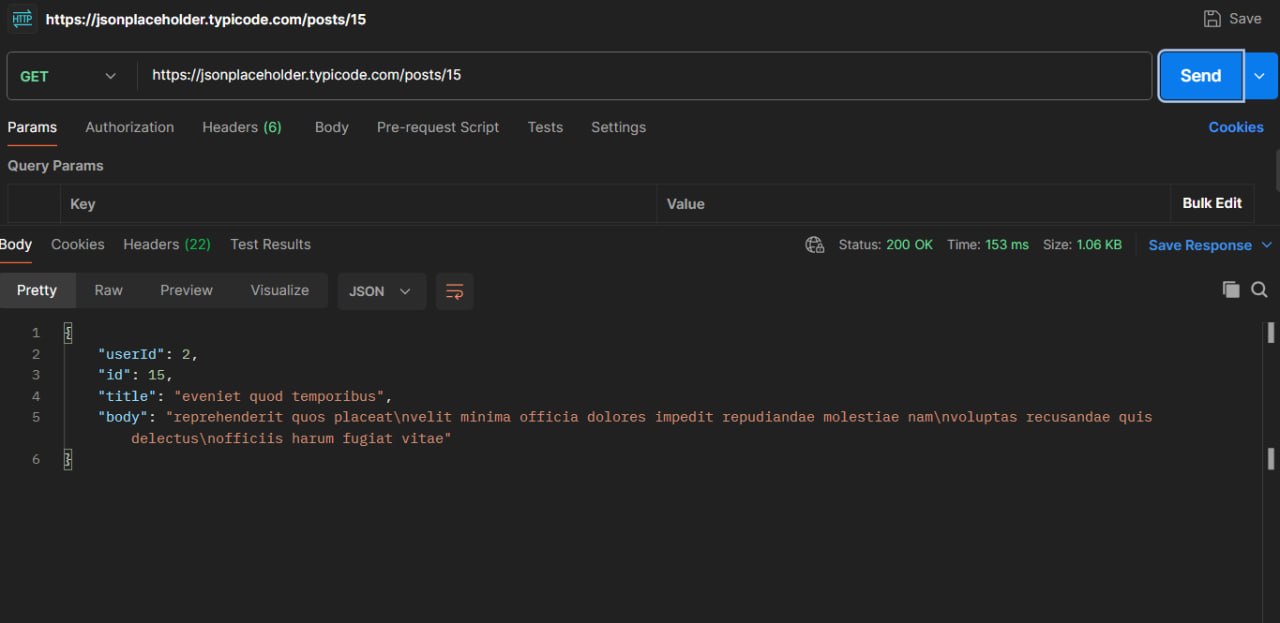 HTTP https://jsonplaceholder.typicode.com/posts/15 Save
GET https://jsonplaceholder.typicode.com/posts/15 Send
Params Authorization Headers (6) Body Pre-request Script Tests Settings Cookies
Query Params
Key Value Bulk Edit
Body Cookies Headers (22) Test Results Status: 200 OK Time: 153 ms Size: 1.06 KB Save Response
Pretty Raw Preview Visualize JSON
1 {
2 "userId": 2,
3 "id": 15,
4 "title": "eveniet quod temporibus",
5 "body": "reprehenderit quos placeat\nvelit minima officia dolores impedit repudiandae molestiae nam\nvoluptas recusandae quis
delectus\nofficiis harum fugiat vitae"
6 }